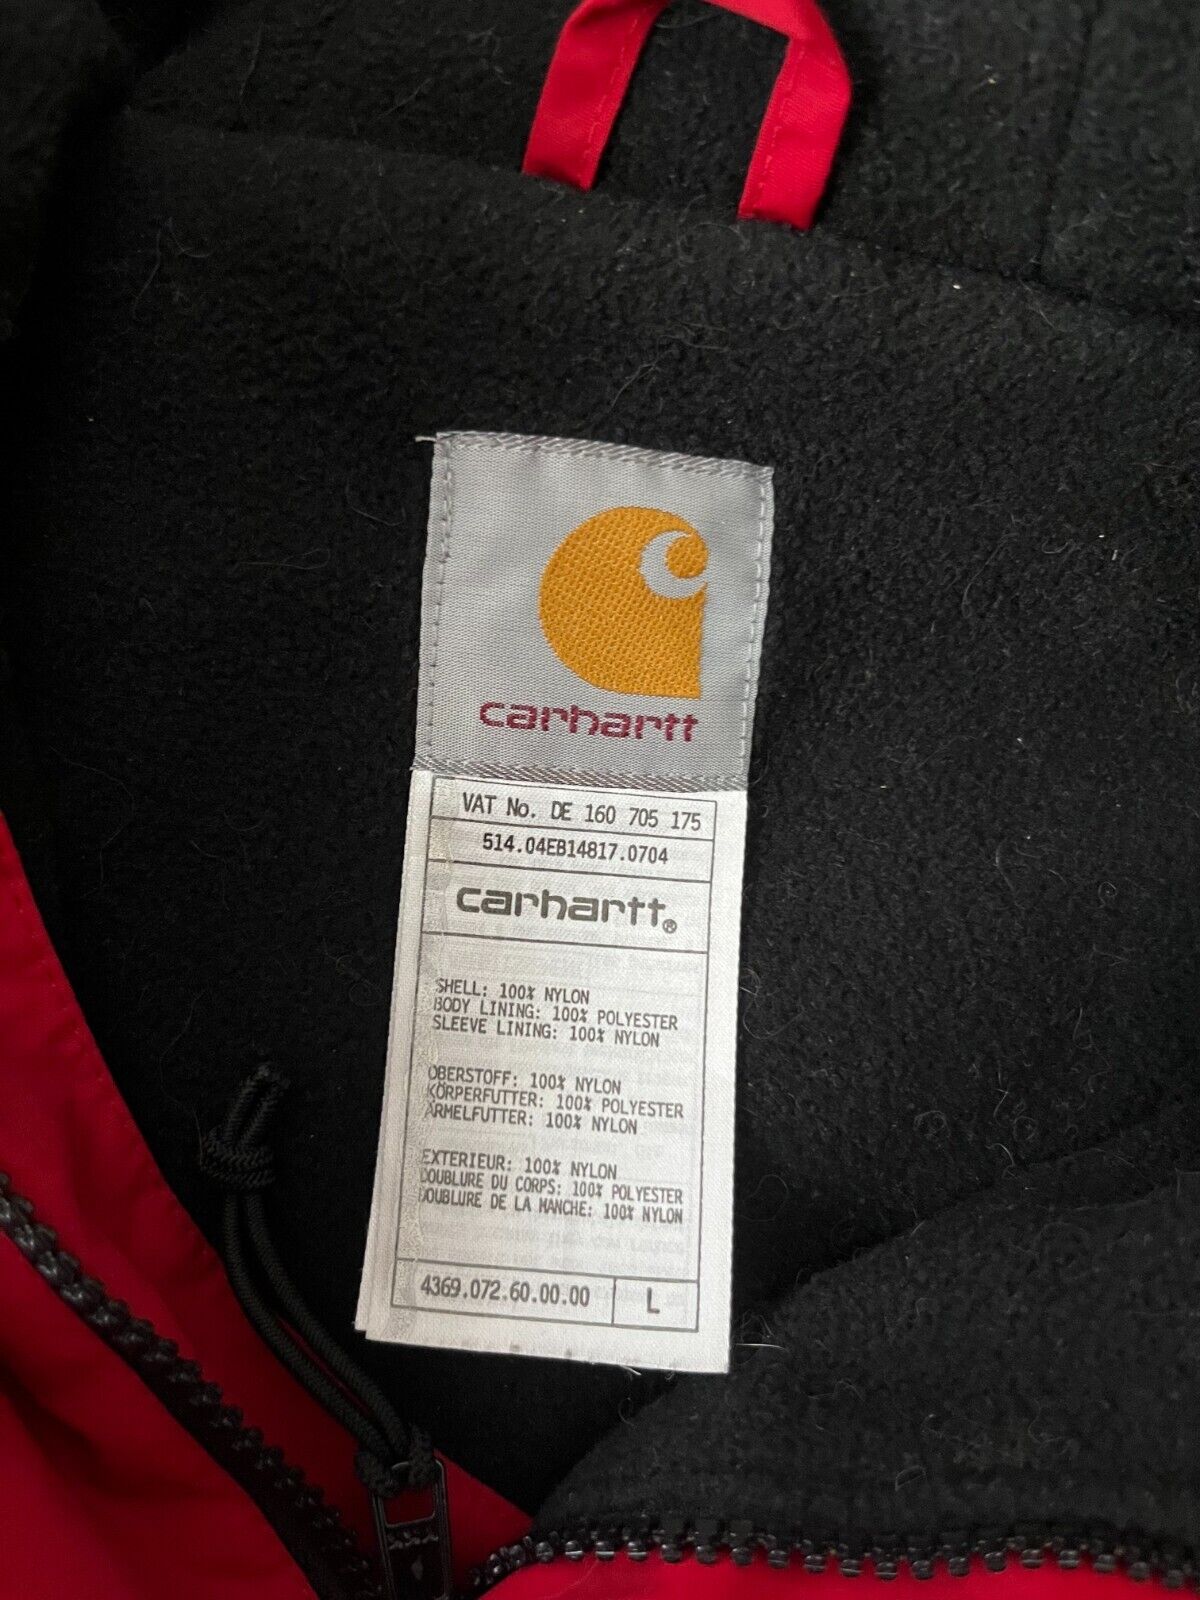 carhartt
VAT No. DE 160 705 175
514.04EB14817.0704
carhartt®
SHELL: 100% NYLON
BODY LINING: 100% POLYESTER
SLEEVE LINING: 100% NYLON
OBERSTOFF: 100% NYLON
KÖRPERFUTTER: 100% POLYESTER
ÄRMELFUTTER: 100% NYLON
EXTERIEUR: 100% NYLON
DOUBLURE DU CORPS: 100% POLYESTER
DOUBLURE DE LA MANCHE: 100% NYLON
4369.072.60.00.00 L